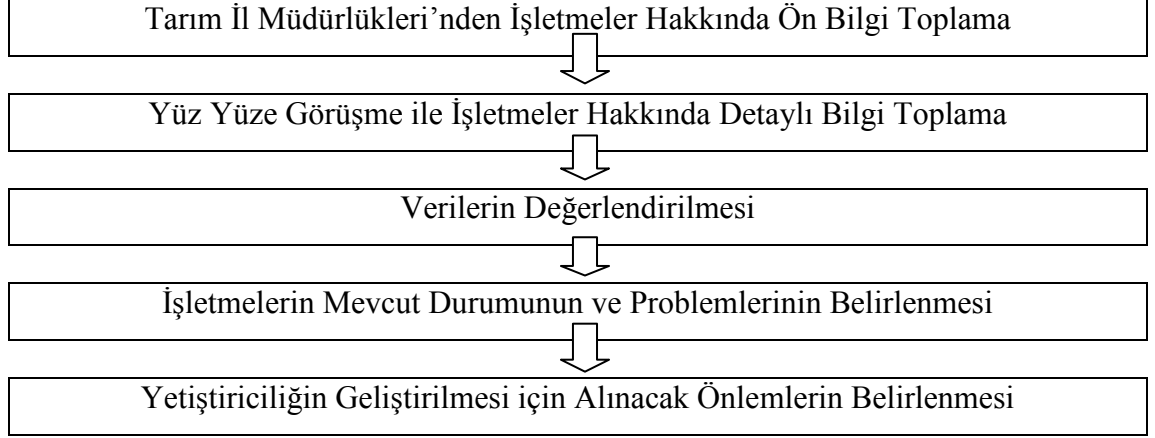 Tarım İl Müdürlükleri’nden İşletmeler Hakkında Ön Bilgi Toplama
Yüz Yüze Görüşme ile İşletmeler Hakkında Detaylı Bilgi Toplama
Verilerin Değerlendirilmesi
İşletmelerin Mevcut Durumunun ve Problemlerinin Belirlenmesi
Yetiştiriciliğin Geliştirilmesi için Alınacak Önlemlerin Belirlenmesi